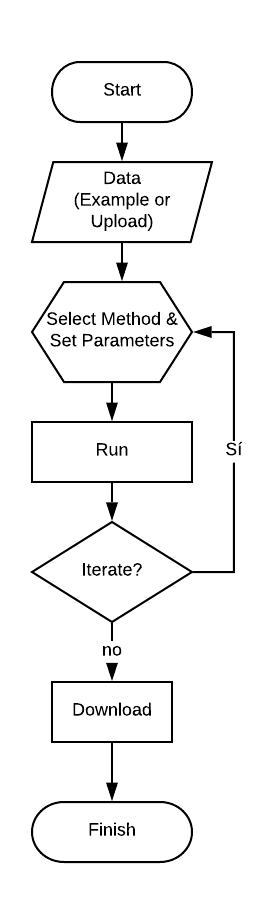 Start
Data
(Example or
Upload)
Select Method &
Set Parameters
Run
Sí
Iterate?
no
Download
Finish